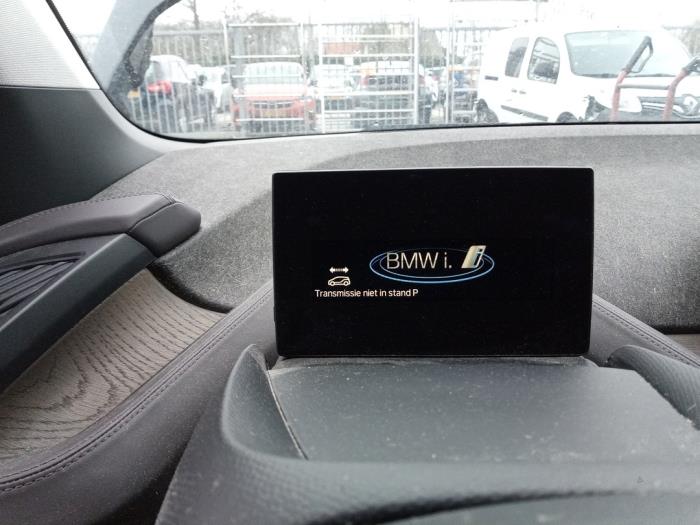 BMW i.
Transmissie niet in stand P